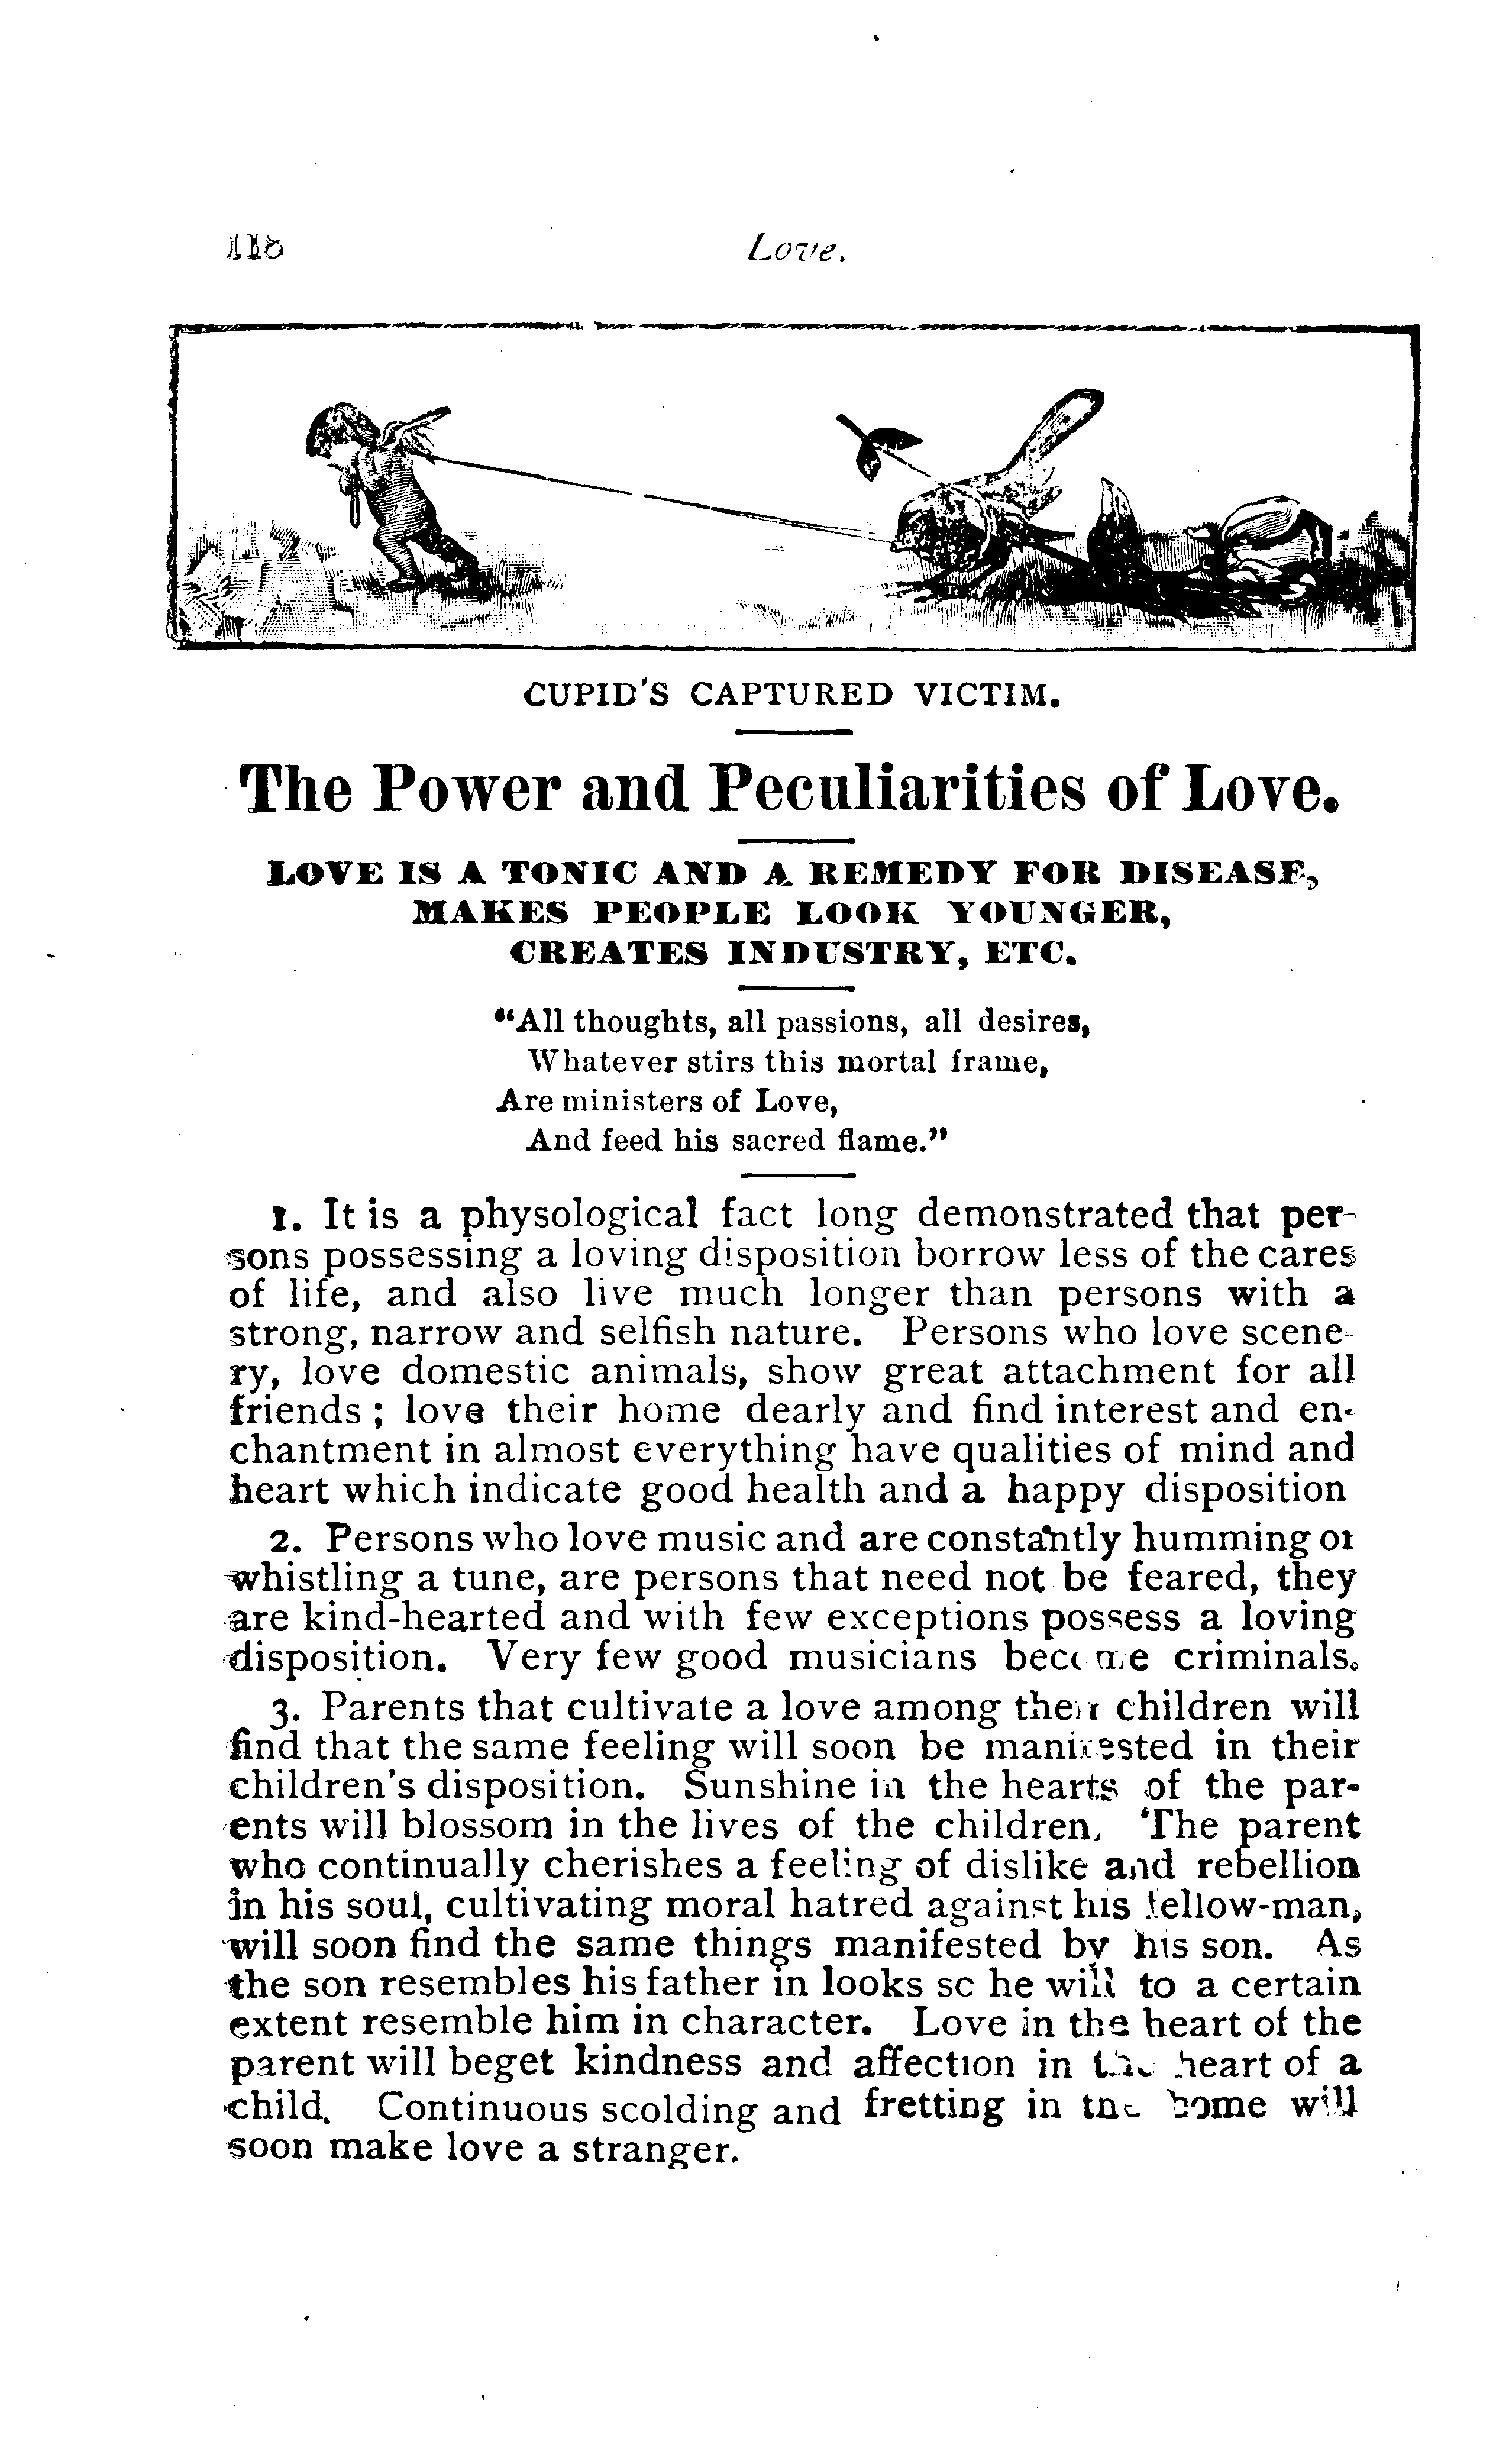 118 Love.
CUPID'S CAPTURED VICTIM.
The Power and Peculiarities of Love.
LOVE IS A TONIC AND A REMEDY FOR DISEASE,
MAKES PEOPLE LOOK YOUNGER,
CREATES INDUSTRY, ETC.
"All thoughts, all passions, all desires,
Whatever stirs this mortal frame,
Are ministers of Love,
And feed his sacred flame."
1. It is a physological fact long demonstrated that per-
sons possessing a loving disposition borrow less of the cares
of life, and also live much longer than persons with a
strong, narrow and selfish nature. Persons who love scene-
ry, love domestic animals, show great attachment for all
friends; love their home dearly and find interest and en-
chantment in almost everything have qualities of mind and
heart which indicate good health and a happy disposition
2. Persons who love music and are constantly humming or
whistling a tune, are persons that need not be feared, they
are kind-hearted and with few exceptions possess a loving
disposition. Very few good musicians become criminals.
3. Parents that cultivate a love among their children will
find that the same feeling will soon be manifested in their
children's disposition. Sunshine in the hearts of the par-
ents will blossom in the lives of the children. The parent
who continually cherishes a feeling of dislike and rebellion
in his soul, cultivating moral hatred against his fellow-man,
will soon find the same things manifested by his son. As
the son resembles his father in looks so he will to a certain
extent resemble him in character. Love in the heart of the
parent will beget kindness and affection in the heart of a
child. Continuous scolding and fretting in the home will
soon make love a stranger.